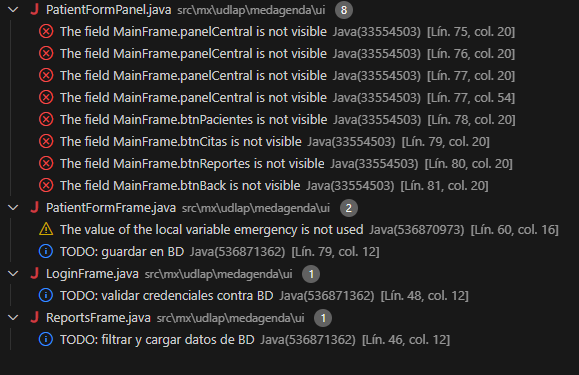 PatientFormPanel.java src\mx\udlap\medagenda\ui 8
The field MainFrame.panelCentral is not visible Java(33554503) [Lín. 75, col. 20]
The field MainFrame.panelCentral is not visible Java(33554503) [Lín. 76, col. 20]
The field MainFrame.panelCentral is not visible Java(33554503) [Lín. 77, col. 20]
The field MainFrame.panelCentral is not visible Java(33554503) [Lín. 77, col. 54]
The field MainFrame.btnPacientes is not visible Java(33554503) [Lín. 78, col. 20]
The field MainFrame.btnCitas is not visible Java(33554503) [Lín. 79, col. 20]
The field MainFrame.btnReportes is not visible Java(33554503) [Lín. 80, col. 20]
The field MainFrame.btnBack is not visible Java(33554503) [Lín. 81, col. 20]
PatientFormFrame.java src\mx\udlap\medagenda\ui 2
The value of the local variable emergency is not used Java(536870973) [Lín. 60, col. 16]
TODO: guardar en BD Java(536871362) [Lín. 79, col. 12]
LoginFrame.java src\mx\udlap\medagenda\ui 1
TODO: validar credenciales contra BD Java(536871362) [Lín. 48, col. 12]
ReportsFrame.java src\mx\udlap\medagenda\ui 1
TODO: filtrar y cargar datos de BD Java(536871362) [Lín. 46, col. 12]